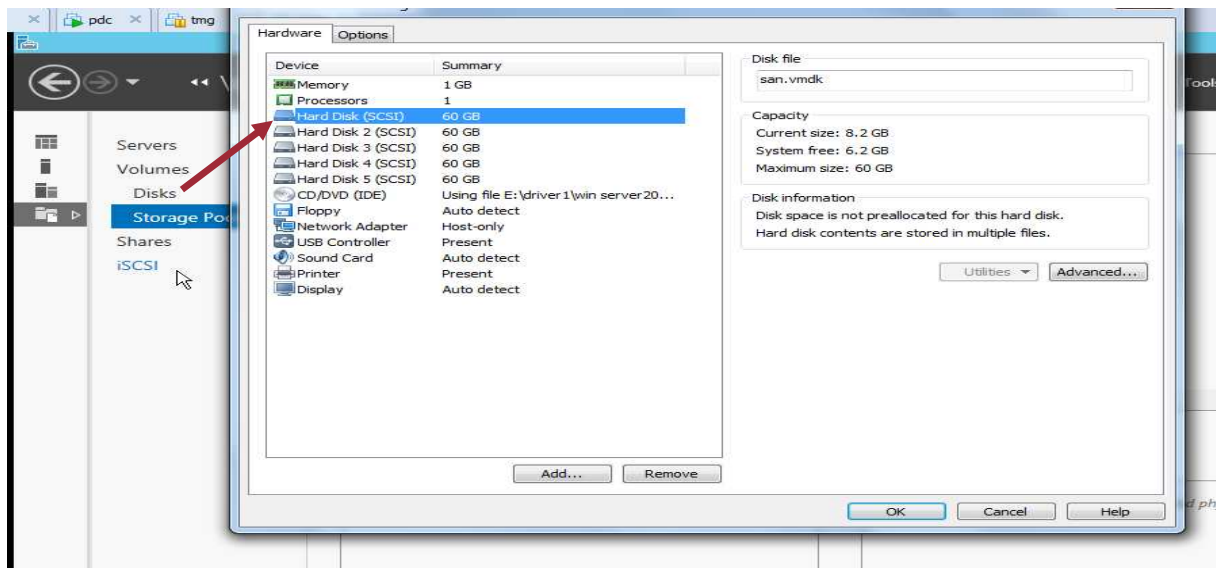 pdc
tmg
Hardware
Options
Tools
Servers
Volumes
Disks
Storage Po
Shares
iSCSI
Device Summary
Memory 1 GB
Processors 1
Hard Disk (SCSI) 60 GB
Hard Disk 2 (SCSI) 60 GB
Hard Disk 3 (SCSI) 60 GB
Hard Disk 4 (SCSI) 60 GB
Hard Disk 5 (SCSI) 60 GB
CD/DVD (IDE) Using file E:\driver1\win server20...
Floppy Auto detect
Network Adapter Host-only
USB Controller Present
Sound Card Auto detect
Printer Present
Display Auto detect
Add...
Remove
Disk file
san.vmdk
Capacity
Current size: 8.2 GB
System free: 6.2 GB
Maximum size: 60 GB
Disk information
Disk space is not preallocated for this hard disk.
Hard disk contents are stored in multiple files.
Utilities
Advanced...
OK
Cancel
Help